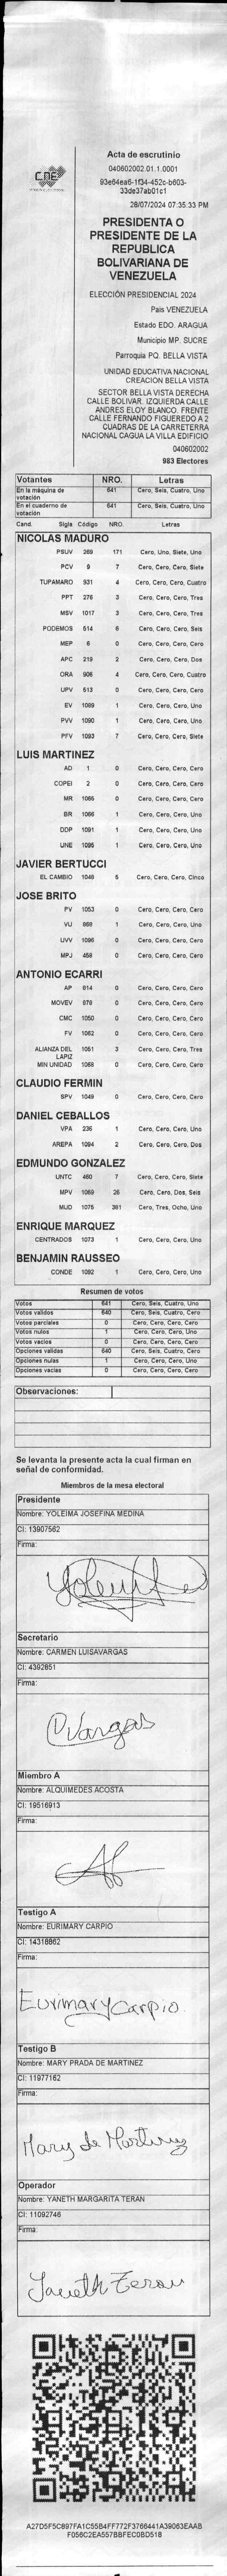 CNE
Acta de escrutinio
040602002.01.1.0001
93e64ea6-1f34-452c-b603-
33de37ab01c1
28/07/2024 07:35:33 PM
PRESIDENTA O
PRESIDENTE DE LA
REPUBLICA
BOLIVARIANA DE
VENEZUELA
ELECCIÓN PRESIDENCIAL 2024
Pais VENEZUELA
Estado EDO. ARAGUA
Municipio MP. SUCRE
Parroquia PQ. BELLA VISTA
UNIDAD EDUCATIVA NACIONAL
CREACION BELLA VISTA
SECTOR BELLA VISTA DERECHA
CALLE BOLIVAR. IZQUIERDA CALLE
ANDRES ELOY BLANCO. FRENTE
CALLE FERNANDO FIGUEREDO A 2
CUADRAS DE LA CARRETERRA
NACIONAL CAGUA LA VILLA EDIFICIO
040602002
983 Electores
Votantes NRO. Letras
En la máquina de votación 641 Cero, Seis, Cuatro, Uno
En el cuaderno de votación 641 Cero, Seis, Cuatro, Uno
Cand. Sigla Código NRO. Letras
NICOLAS MADURO
PSUV 269 171 Cero, Uno, Siete, Uno
PCV 9 7 Cero, Cero, Cero, Siete
TUPAMARO 931 4 Cero, Cero, Cero, Cuatro
PPT 276 3 Cero, Cero, Cero, Tres
MSV 1017 3 Cero, Cero, Cero, Tres
PODEMOS 514 6 Cero, Cero, Cero, Seis
MEP 6 0 Cero, Cero, Cero, Cero
APC 219 2 Cero, Cero, Cero, Dos
ORA 906 4 Cero, Cero, Cero, Cuatro
UPV 513 0 Cero, Cero, Cero, Cero
EV 1089 1 Cero, Cero, Cero, Uno
PVV 1090 1 Cero, Cero, Cero, Uno
PFV 1093 7 Cero, Cero, Cero, Siete
LUIS MARTINEZ
AD 1 0 Cero, Cero, Cero, Cero
COPEI 2 0 Cero, Cero, Cero, Cero
MR 1065 0 Cero, Cero, Cero, Cero
BR 1066 1 Cero, Cero, Cero, Uno
DDP 1091 1 Cero, Cero, Cero, Uno
UNE 1095 1 Cero, Cero, Cero, Uno
JAVIER BERTUCCI
EL CAMBIO 1049 5 Cero, Cero, Cero, Cinco
JOSE BRITO
PV 1053 0 Cero, Cero, Cero, Cero
VU 968 1 Cero, Cero, Cero, Uno
UVV 1096 0 Cero, Cero, Cero, Cero
MPJ 458 0 Cero, Cero, Cero, Cero
ANTONIO ECARRI
AP 814 0 Cero, Cero, Cero, Cero
MOVEV 878 0 Cero, Cero, Cero, Cero
CMC 1050 0 Cero, Cero, Cero, Cero
FV 1062 0 Cero, Cero, Cero, Cero
ALIANZA DEL LAPIZ 1051 3 Cero, Cero, Cero, Tres
MIN UNIDAD 1058 0 Cero, Cero, Cero, Cero
CLAUDIO FERMIN
SPV 1049 0 Cero, Cero, Cero, Cero
DANIEL CEBALLOS
VPA 236 1 Cero, Cero, Cero, Uno
AREPA 1094 2 Cero, Cero, Cero, Dos
EDMUNDO GONZALEZ
UNTC 460 7 Cero, Cero, Cero, Siete
MPV 1069 26 Cero, Cero, Dos, Seis
MUD 1075 381 Cero, Tres, Ocho, Uno
ENRIQUE MARQUEZ
CENTRADOS 1073 1 Cero, Cero, Cero, Uno
BENJAMIN RAUSSEO
CONDE 1092 1 Cero, Cero, Cero, Uno
Resumen de votos
Votos 641 Cero, Seis, Cuatro, Uno
Votos validos 640 Cero, Seis, Cuatro, Cero
Votos parciales 0 Cero, Cero, Cero, Cero
Votos nulos 1 Cero, Cero, Cero, Uno
Votos vacios 0 Cero, Cero, Cero, Cero
Opciones validas 640 Cero, Seis, Cuatro, Cero
Opciones nulas 1 Cero, Cero, Cero, Uno
Opciones vacias 0 Cero, Cero, Cero, Cero
Observaciones:
Se levanta la presente acta la cual firman en
señal de conformidad.
Miembros de la mesa electoral
Presidente
Nombre: YOLEIMA JOSEFINA MEDINA
CI: 13907562
Firma:
Secretario
Nombre: CARMEN LUISAVARGAS
CI: 4392651
Firma:
CVargas
Miembro A
Nombre: ALQUIMEDES ACOSTA
CI: 19516913
Firma:
Testigo A
Nombre: EURIMARY CARPIO
CI: 14318862
Firma:
Eurimary Carpio.
Testigo B
Nombre: MARY PRADA DE MARTINEZ
CI: 11977162
Firma:
Mary de Martinez
Operador
Nombre: YANETH MARGARITA TERAN
CI: 11092746
Firma:
Yaneth Teran
A27D5F5C897FA1C55B4FF772F3766441A39063EAAB
F056C2EA557BBFEC0BD518